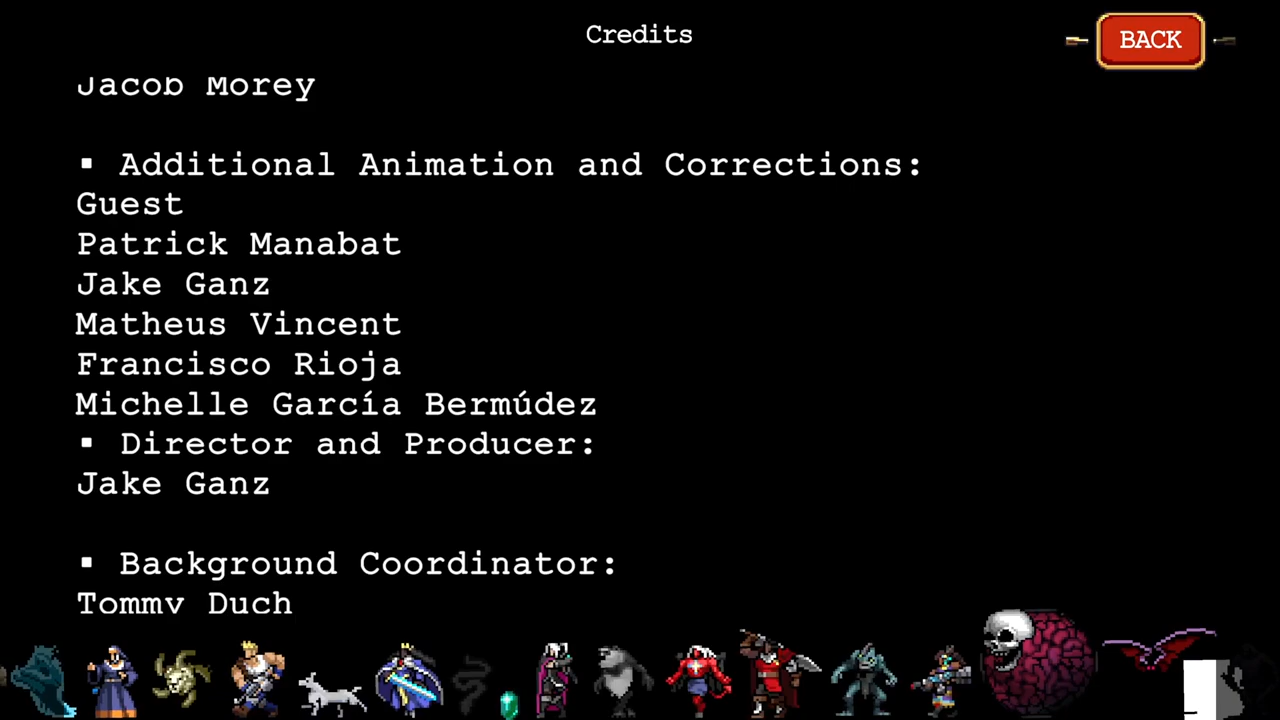 Credits
BACK
Jacob Morey
▪ Additional Animation and Corrections:
Guest
Patrick Manabat
Jake Ganz
Matheus Vincent
Francisco Rioja
Michelle García Bermúdez
▪ Director and Producer:
Jake Ganz
▪ Background Coordinator:
Tommy Duch